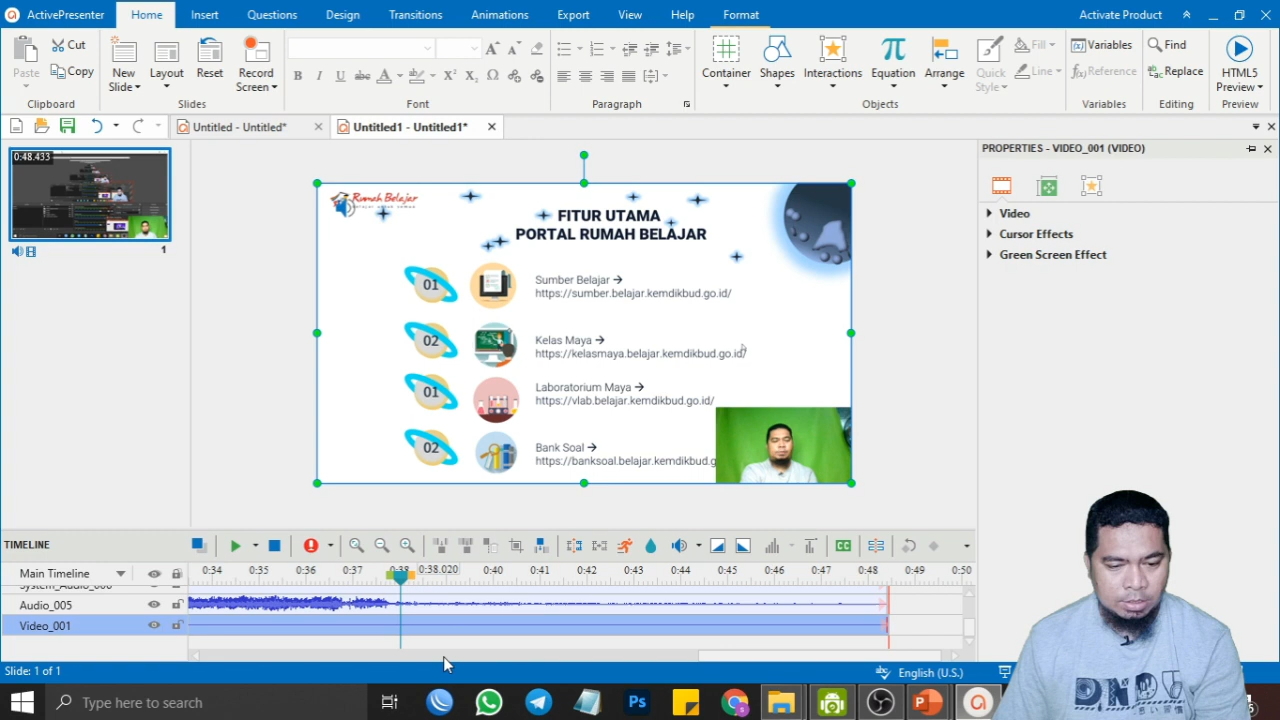 ActivePresenter
Home
Insert
Questions
Design
Transitions
Animations
Export
View
Help
Format
Activate Product
Paste
Cut
Copy
Clipboard
New
Slide
Layout
Reset
Record
Screen
Slides
Font
Paragraph
Container
Shapes
Interactions
Equation
Arrange
Quick
Style
Fill
Line
Objects
Variables
Reference
Variables
Find
Replace
Editing
HTML5
Preview
Preview
Untitled - Untitled*
Untitled1 - Untitled1*
0:48.433
1
Rumah Belajar
FITUR UTAMA
PORTAL RUMAH BELAJAR
01
Sumber Belajar →
https://sumber.belajar.kemdikbud.go.id/
02
Kelas Maya →
https://kelasmaya.belajar.kemdikbud.go.id/
01
Laboratorium Maya →
https://vlab.belajar.kemdikbud.go.id/
02
Bank Soal →
https://banksoal.belajar.kemdikbud.g
PROPERTIES - VIDEO_001 (VIDEO)
Video
Cursor Effects
Green Screen Effect
TIMELINE
CC
Main Timeline
0:34 0:35 0:36 0:37 0:38 0:38.020 0:40 0:41 0:42 0:43 0:44 0:45 0:46 0:47 0:48 0:50
Audio_005
Video_001
Slide: 1 of 1
English (U.S.)
Type here to search
Ps